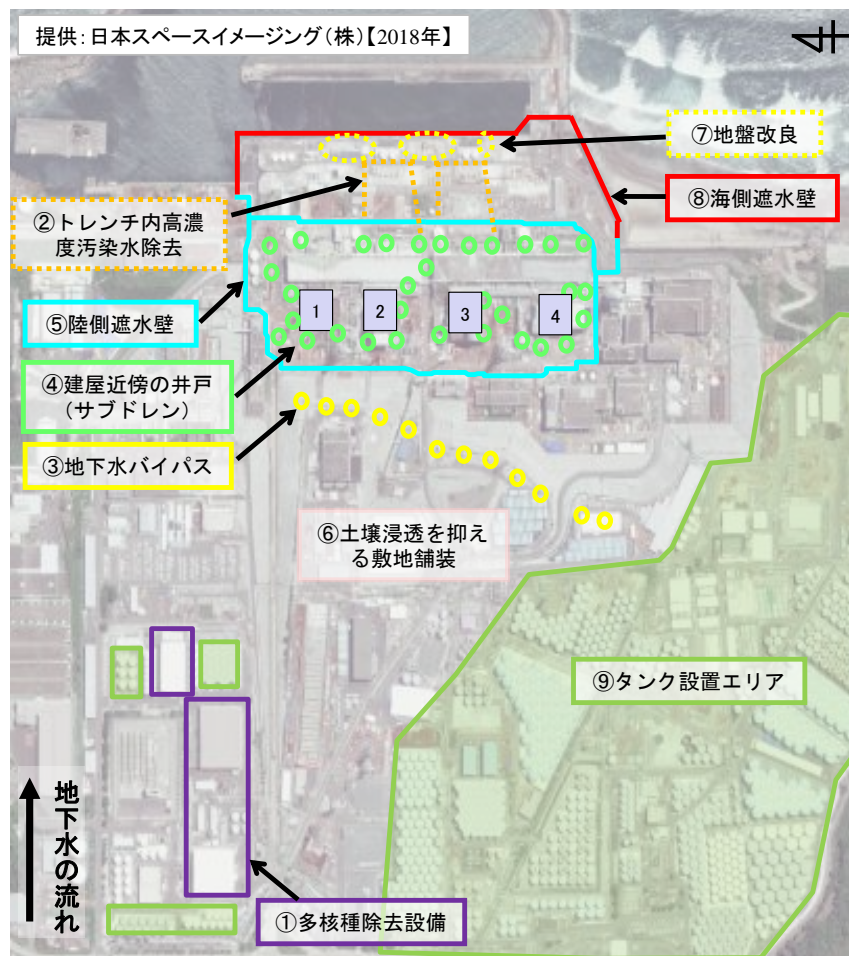 提供：日本スペースイメージング（株）【2018年】
⑦地盤改良
⑧海側遮水壁
②トレンチ内高濃
度汚染水除去
1
2
3
4
⑤陸側遮水壁
④建屋近傍の井戸
（サブドレン）
③地下水バイパス
⑥土壌浸透を抑え
る敷地舗装
⑨タンク設置エリア
地下水の流れ
①多核種除去設備